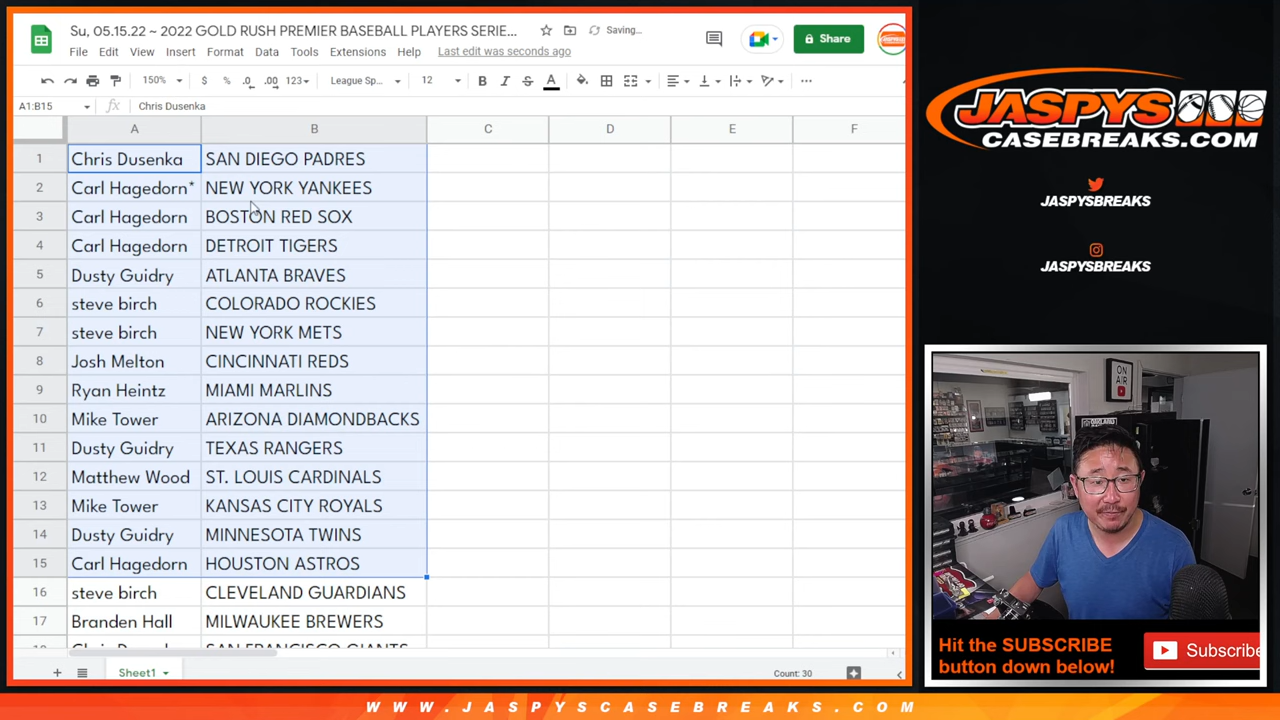 Su, 05.15.22 ~ 2022 GOLD RUSH PREMIER BASEBALL PLAYERS SERIE...
Saving...
Share
File Edit View Insert Format Data Tools Extensions Help Last edit was seconds ago
150% $ % .0 .00 123 League Sp... 12 B I S A
A1:B15 fx Chris Dusenka
A B C D E F
1 Chris Dusenka SAN DIEGO PADRES
2 Carl Hagedorn* NEW YORK YANKEES
3 Carl Hagedorn BOSTON RED SOX
4 Carl Hagedorn DETROIT TIGERS
5 Dusty Guidry ATLANTA BRAVES
6 steve birch COLORADO ROCKIES
7 steve birch NEW YORK METS
8 Josh Melton CINCINNATI REDS
9 Ryan Heintz MIAMI MARLINS
10 Mike Tower ARIZONA DIAMONDBACKS
11 Dusty Guidry TEXAS RANGERS
12 Matthew Wood ST. LOUIS CARDINALS
13 Mike Tower KANSAS CITY ROYALS
14 Dusty Guidry MINNESOTA TWINS
15 Carl Hagedorn HOUSTON ASTROS
16 steve birch CLEVELAND GUARDIANS
17 Branden Hall MILWAUKEE BREWERS
SAN FRANCISCO GIANTS
Sheet1
Count: 30
JASPYS
CASEBREAKS.COM
JASPYSBREAKS
JASPYSBREAKS
ON
AIR
Hit the SUBSCRIBE
button down below!
Subscribe
WWW.JASPYSCASEBREAKS.COM